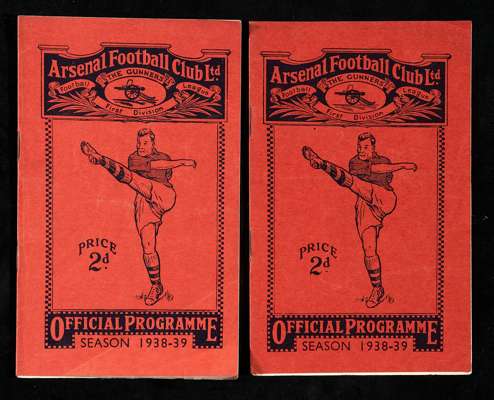 Arsenal Football Club Ltd.
THE GUNNERS
Football League
First Division
PRICE
2d.
OFFICIAL PROGRAMME
SEASON 1938-39
Arsenal Football Club Ltd.
THE GUNNERS
Football League
First Division
PRICE
2d.
OFFICIAL PROGRAMME
SEASON 1938-39